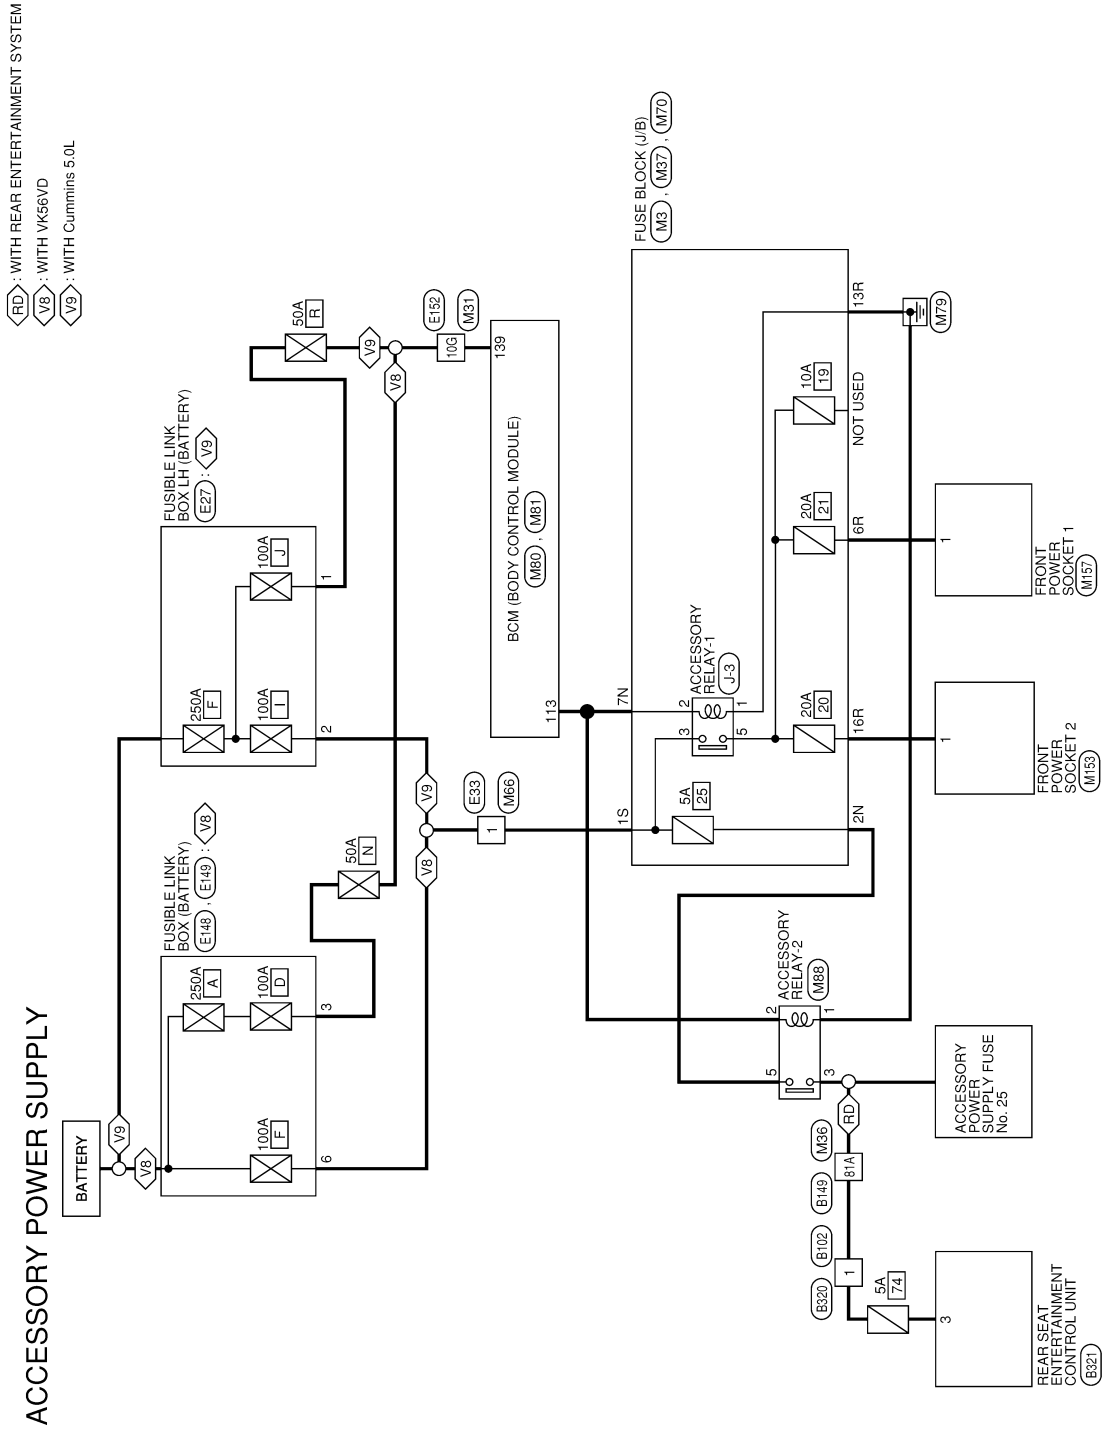 ACCESSORY POWER SUPPLY
RD : WITH REAR ENTERTAINMENT SYSTEM
V8 : WITH VK56VD
V9 : WITH Cummins 5.0L
BATTERY
V9
V8
FUSIBLE LINK
BOX (BATTERY)
E148 , E149 : V8
250A
A
100A
F
100A
D
6
3
50A
N
FUSIBLE LINK
BOX LH (BATTERY)
E27 : V9
250A
F
100A
I
100A
J
2
1
50A
R
V9
V8
E152
M31
10G
V9
V8
E33
M66
1
139
BCM (BODY CONTROL MODULE)
M80 , M81
113
FUSE BLOCK (J/B)
M3 , M37 , M70
1S
7N
5A
25
ACCESSORY
RELAY-1
J-3
3
2
5
1
20A
20
20A
21
10A
19
2N
16R
6R
NOT USED
13R
M79
ACCESSORY
RELAY-2
M88
5
2
3
1
RD
M36
81A
B149
B102
1
B320
5A
74
3
REAR SEAT
ENTERTAINMENT
CONTROL UNIT
B321
ACCESSORY
POWER
SUPPLY FUSE
No. 25
1
FRONT
POWER
SOCKET 2
M153
1
FRONT
POWER
SOCKET 1
M157